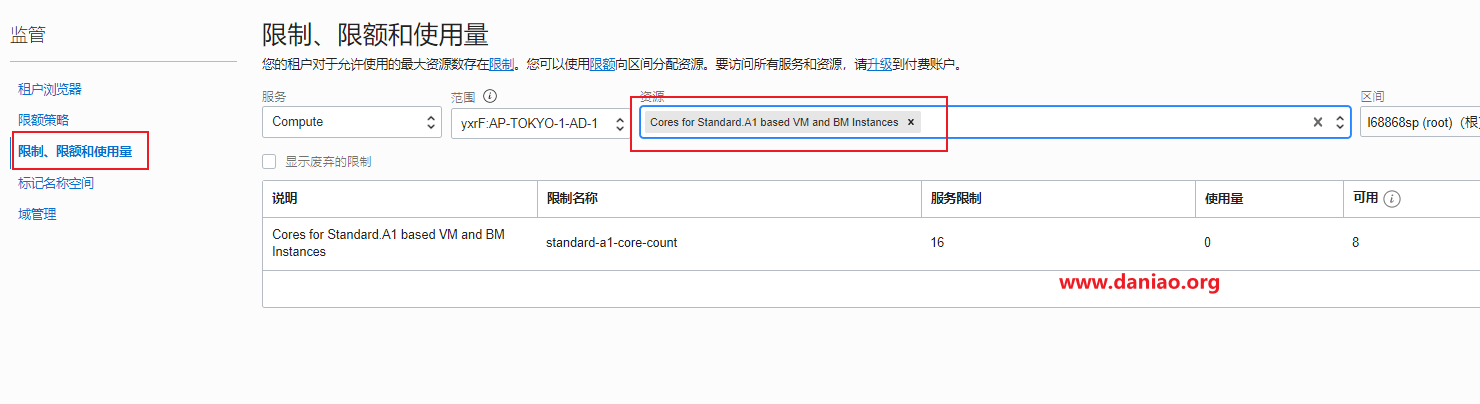 监管
租户浏览器
限额策略
限制、限额和使用量
标记名称空间
域管理
限制、限额和使用量
您的租户对于允许使用的最大资源数存在限制。您可以使用限额向区间分配资源。要访问所有服务和资源，请升级到付费账户。
服务
范围
资源
区间
Compute
yxrF:AP-TOKYO-1-AD-1
Cores for Standard.A1 based VM and BM Instances ×
l68868sp (root)（根）
显示废弃的限制
说明
限制名称
服务限制
使用量
可用
Cores for Standard.A1 based VM and BM
Instances
standard-a1-core-count
16
0
8
www.daniao.org